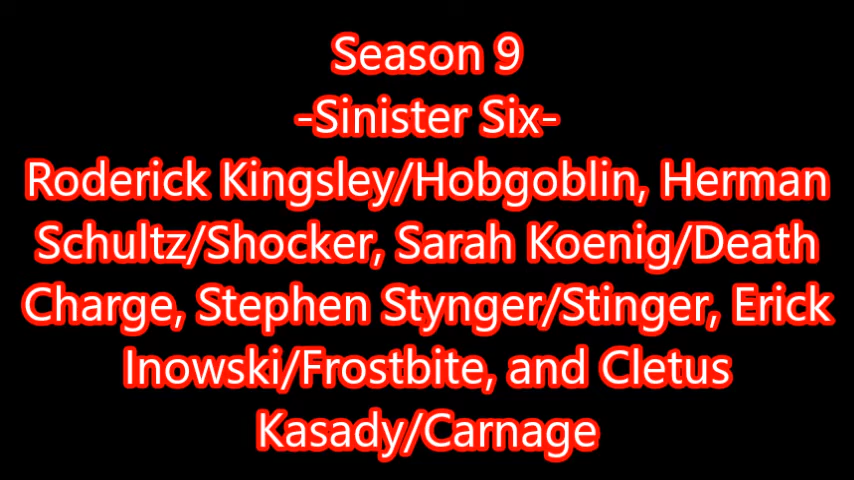 Season 9
-Sinister Six-
Roderick Kingsley/Hobgoblin, Herman
Schultz/Shocker, Sarah Koenig/Death
Charge, Stephen Stynger/Stinger, Erick
Inowski/Frostbite, and Cletus
Kasady/Carnage